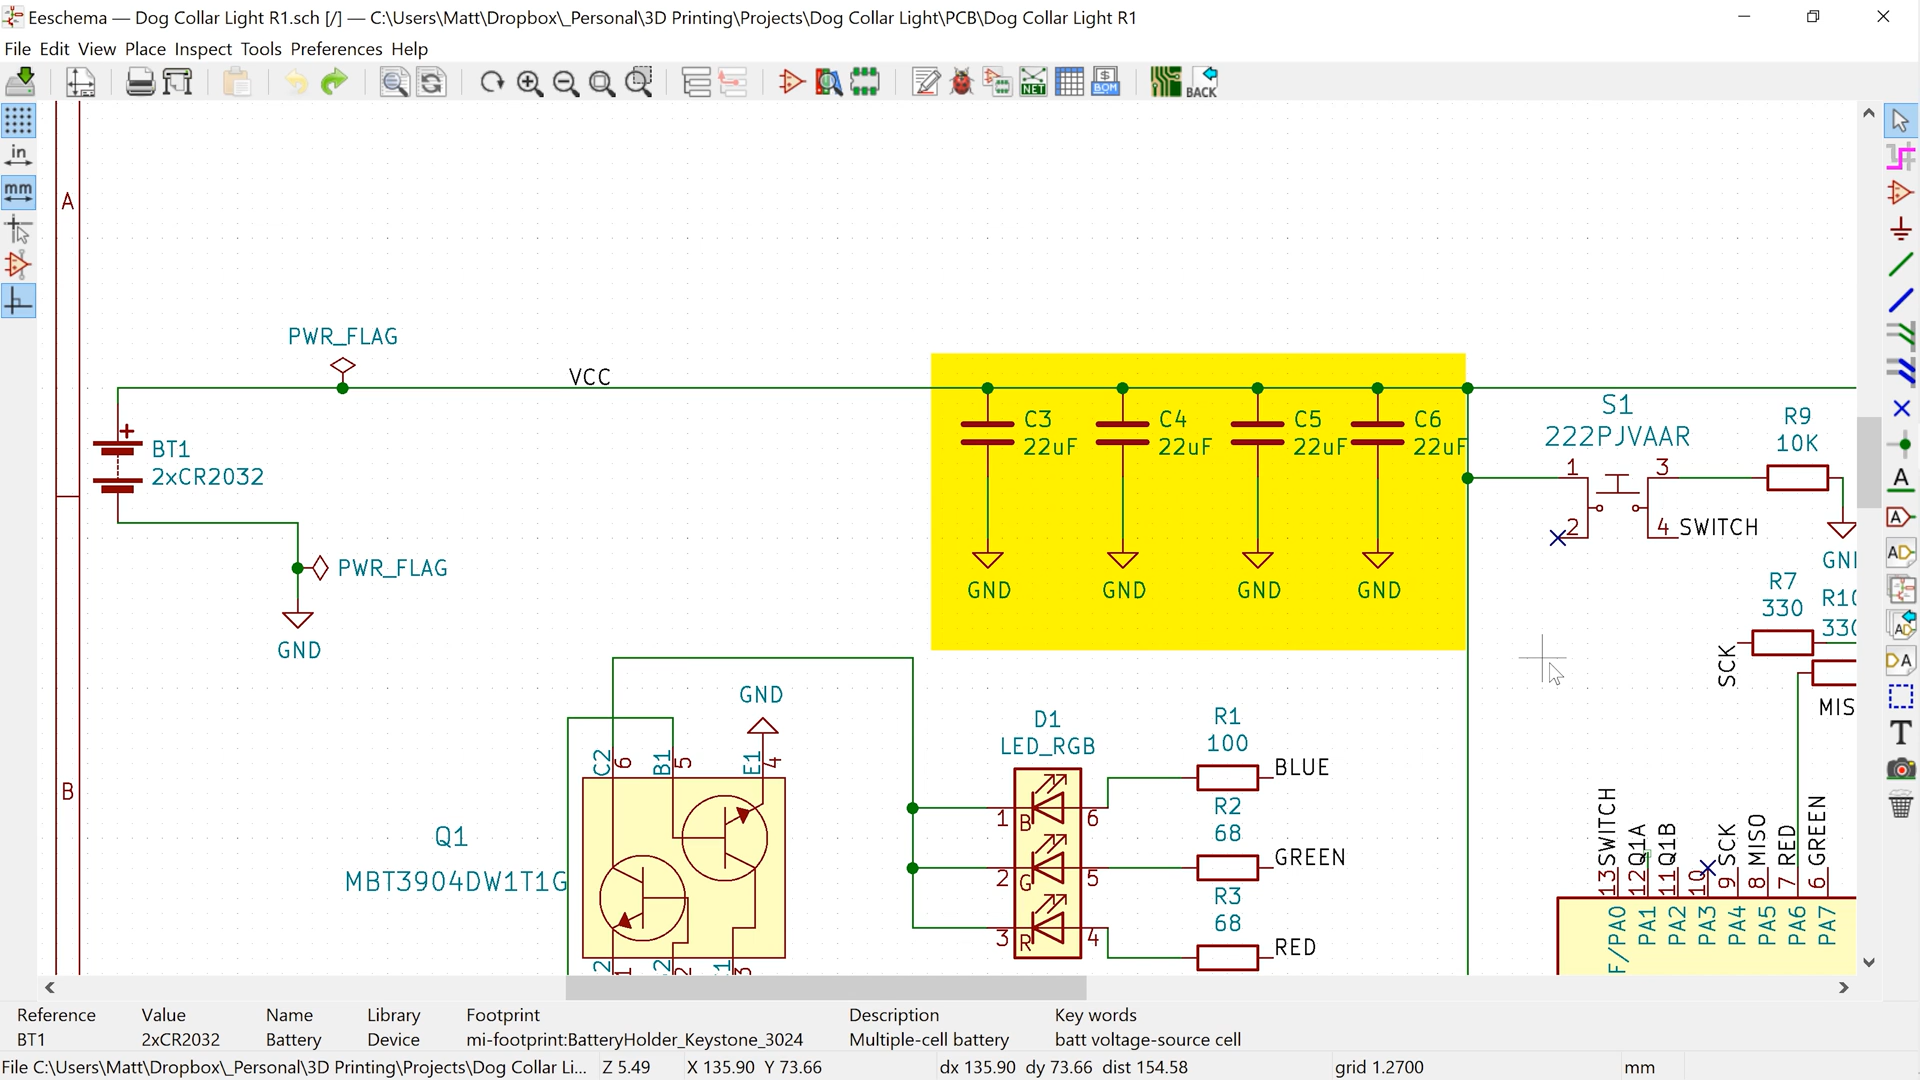 Eeschema — Dog Collar Light R1.sch [/] — C:\Users\Matt\Dropbox\_Personal\3D Printing\Projects\Dog Collar Light\PCB\Dog Collar Light R1
File Edit View Place Inspect Tools Preferences Help
NET
$
BOM
BACK
in
mm
A
PWR_FLAG
VCC
BT1
2xCR2032
PWR_FLAG
GND
C3
22uF
C4
22uF
C5
22uF
C6
22uF
GND GND GND GND
S1
222PJVAAR
1 3
2 4 SWITCH
R9
10K
GND
R7
330
R10
330
SCK
MIS
B
GND
C2 B1 E1
6 5 4
Q1
MBT3904DW1T1G
1 2 3
D1
LED_RGB
1 B 6
2 G 5
3 R 4
R1
100
BLUE
R2
68
GREEN
R3
68
RED
SWITCH Q1A Q1B SCK MISO RED GREEN
13 12 11 10 9 8 7 6
F/PA0 PA1 PA2 PA3 PA4 PA5 PA6 PA7
A
A
T
Reference Value Name Library Footprint Description Key words
BT1 2xCR2032 Battery Device mi-footprint:BatteryHolder_Keystone_3024 Multiple-cell battery batt voltage-source cell
File C:\Users\Matt\Dropbox\_Personal\3D Printing\Projects\Dog Collar Li... Z 5.49 X 135.90 Y 73.66 dx 135.90 dy 73.66 dist 154.58 grid 1.2700 mm